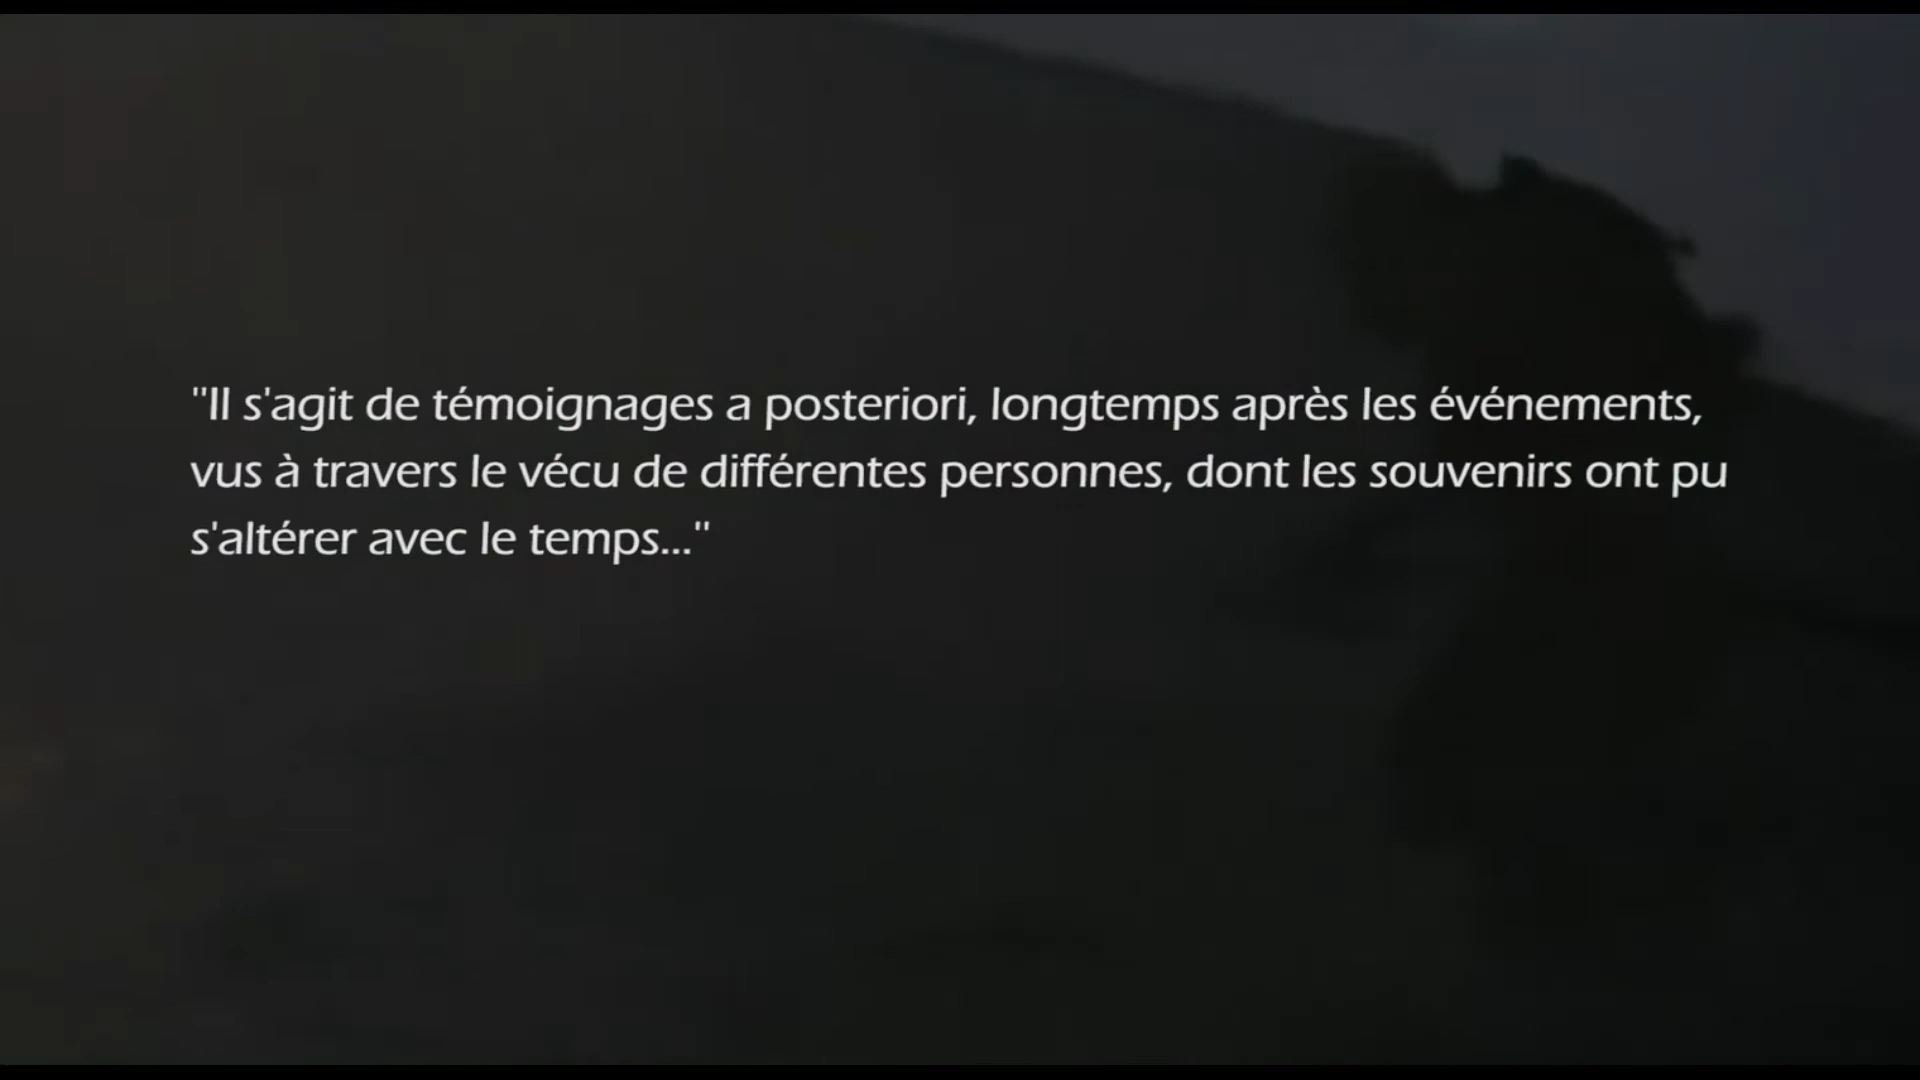 "Il s'agit de témoignages a posteriori, longtemps après les événements,
vus à travers le vécu de différentes personnes, dont les souvenirs ont pu
s'altérer avec le temps..."